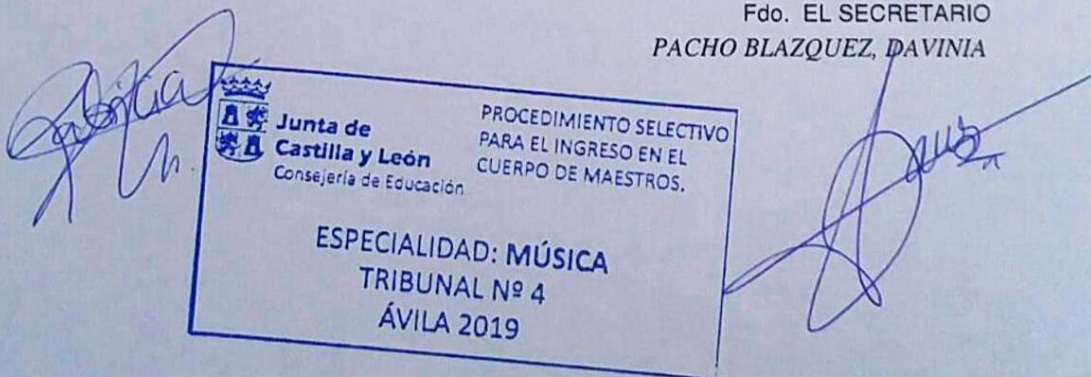 Fdo. EL SECRETARIO
PACHO BLAZQUEZ, DAVINIA
Junta de
Castilla y León
Consejería de Educación
PROCEDIMIENTO SELECTIVO
PARA EL INGRESO EN EL
CUERPO DE MAESTROS.
ESPECIALIDAD: MÚSICA
TRIBUNAL Nº 4
ÁVILA 2019